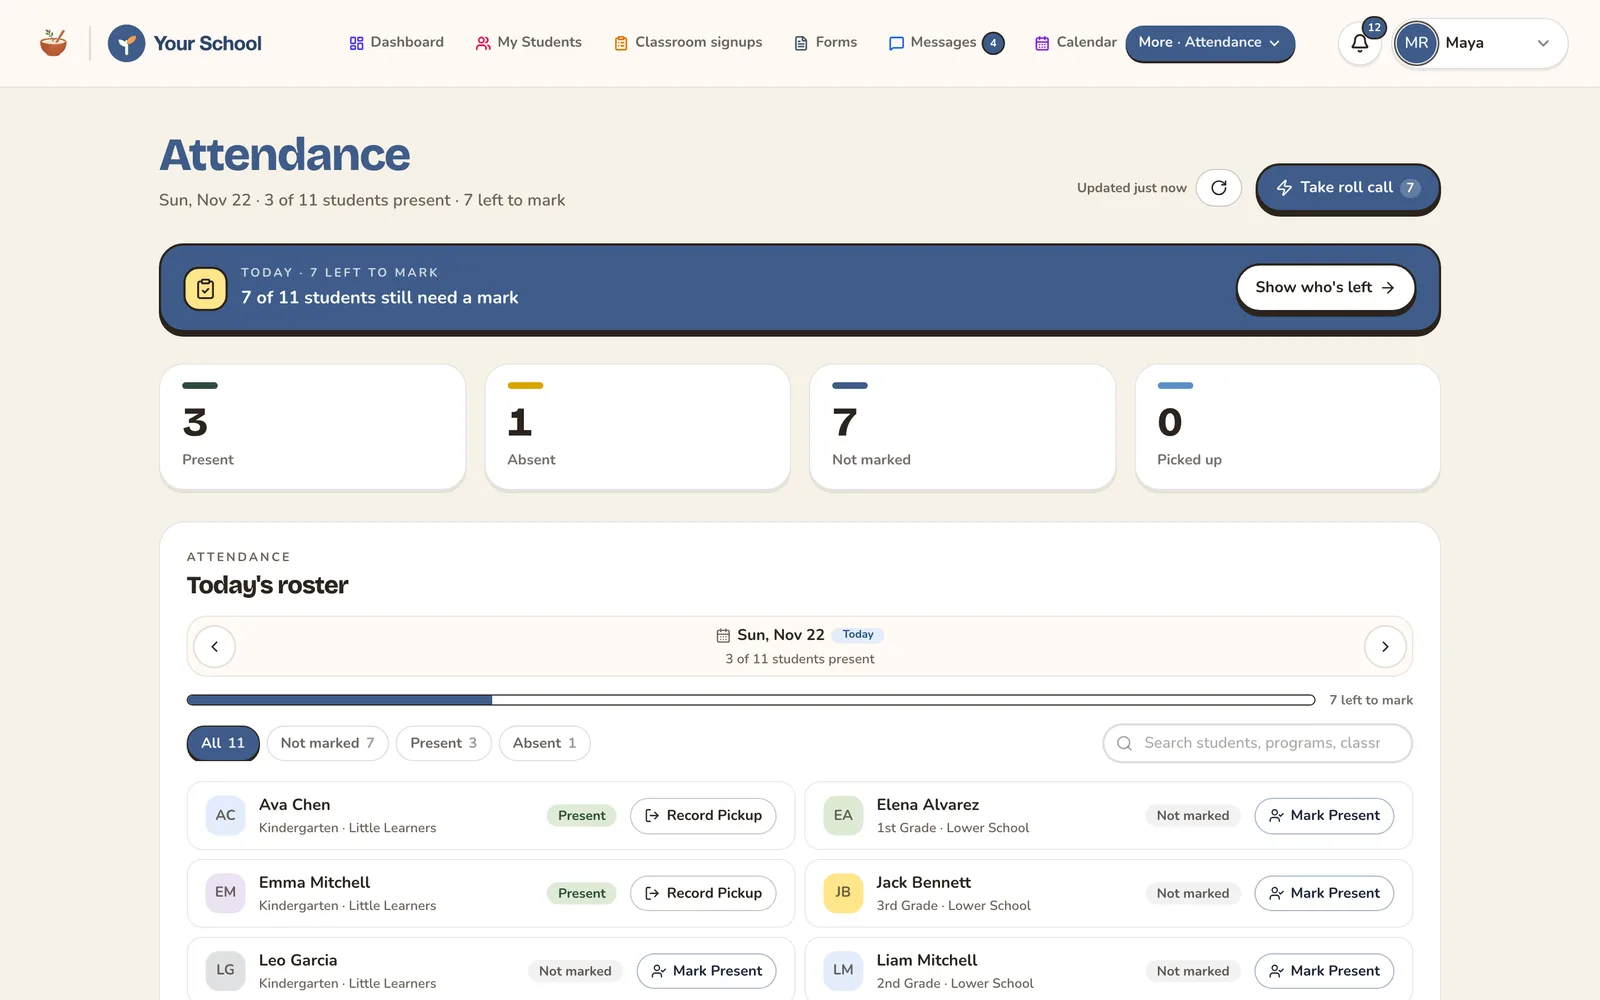 Your School
Dashboard
My Students
Classroom signups
Forms
Messages 4
Calendar
More · Attendance
12
MR Maya
Attendance
Sun, Nov 22 · 3 of 11 students present · 7 left to mark
Updated just now
Take roll call 7
TODAY · 7 LEFT TO MARK
7 of 11 students still need a mark
Show who's left
3
Present
1
Absent
7
Not marked
0
Picked up
ATTENDANCE
Today's roster
Sun, Nov 22 Today
3 of 11 students present
7 left to mark
All 11
Not marked 7
Present 3
Absent 1
Search students, programs, classr
AC
Ava Chen
Kindergarten · Little Learners
Present
Record Pickup
EA
Elena Alvarez
1st Grade · Lower School
Not marked
Mark Present
EM
Emma Mitchell
Kindergarten · Little Learners
Present
Record Pickup
JB
Jack Bennett
3rd Grade · Lower School
Not marked
Mark Present
LG
Leo Garcia
Kindergarten · Little Learners
Not marked
Mark Present
LM
Liam Mitchell
2nd Grade · Lower School
Not marked
Mark Present